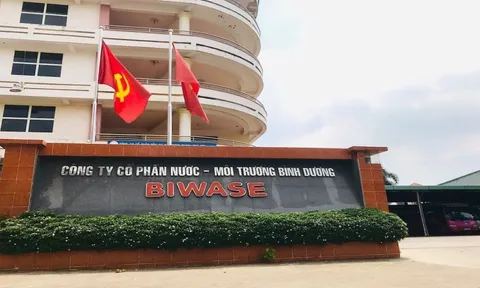 CÔNG TY CỔ PHẦN NƯỚC - MÔI TRƯỜNG BÌNH DƯƠNG
BIWASE